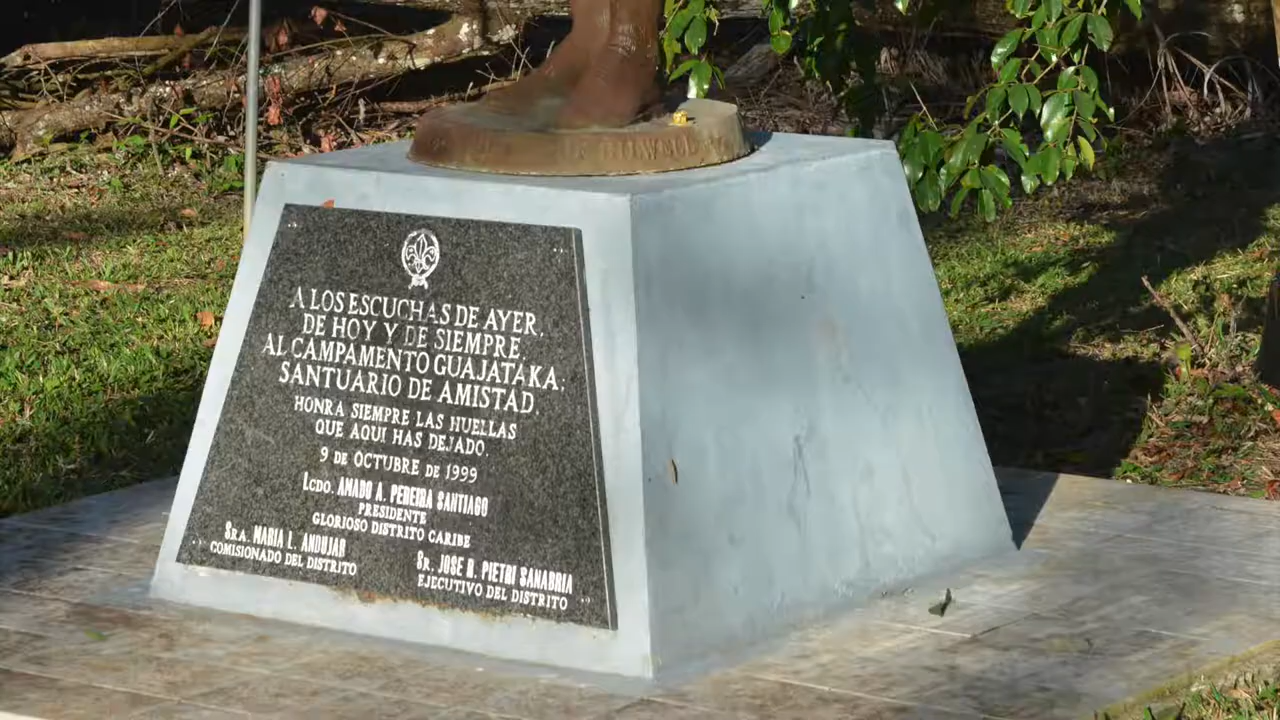 OF GILWELL
A LOS ESCUCHAS DE AYER,
DE HOY Y DE SIEMPRE,
AL CAMPAMENTO GUAJATAKA;
SANTUARIO DE AMISTAD.
HONRA SIEMPRE LAS HUELLAS
QUE AQUI HAS DEJADO.
9 DE OCTUBRE DE 1999
LCDO. AMADO A. PEREIRA SANTIAGO
PRESIDENTE
GLORIOSO DISTRITO CARIBE
SRA. MARIA L. ANDUJAR
COMISIONADO DEL DISTRITO
SR. JOSE R. PIETRI SANABRIA
EJECUTIVO DEL DISTRITO